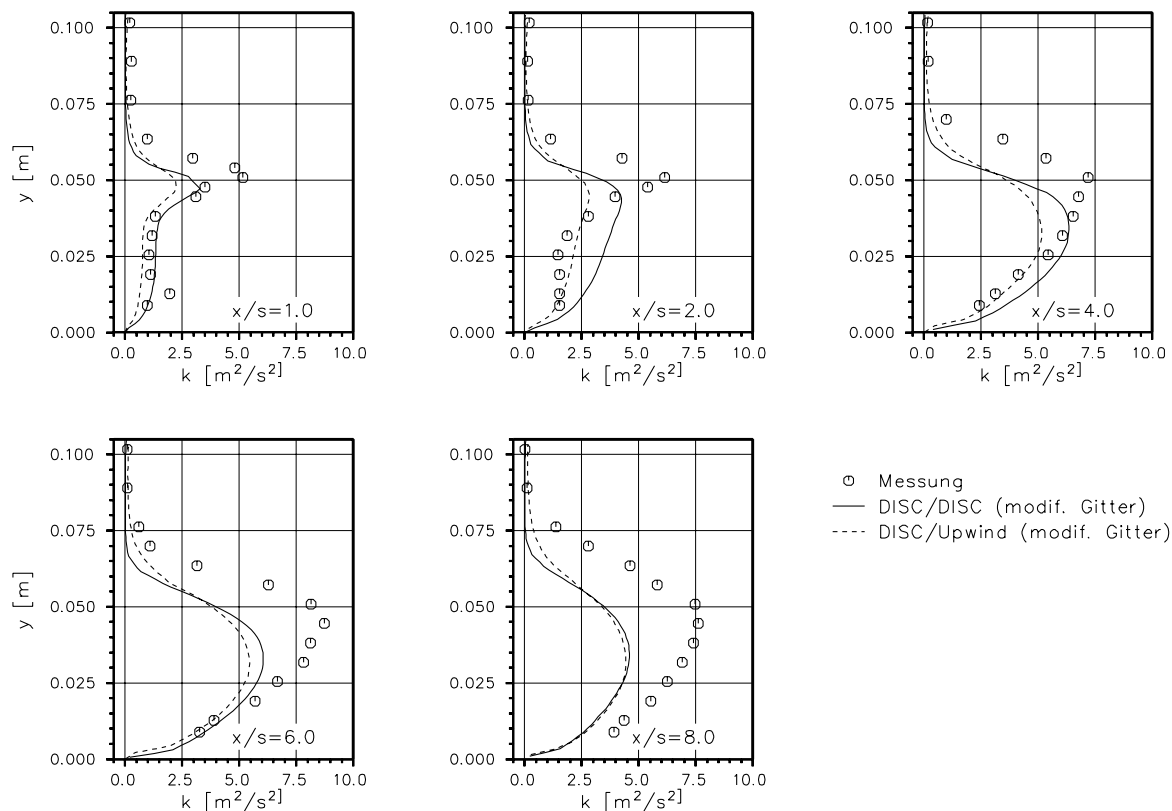 0.100
0.075
0.050
0.025
0.000
y [m]
x/s=1.0
0.0 2.5 5.0 7.5 10.0
k [m²/s²]
0.100
0.075
0.050
0.025
0.000
x/s=2.0
0.0 2.5 5.0 7.5 10.0
k [m²/s²]
0.100
0.075
0.050
0.025
0.000
x/s=4.0
0.0 2.5 5.0 7.5 10.0
k [m²/s²]
0.100
0.075
0.050
0.025
0.000
y [m]
x/s=6.0
0.0 2.5 5.0 7.5 10.0
k [m²/s²]
0.100
0.075
0.050
0.025
0.000
x/s=8.0
0.0 2.5 5.0 7.5 10.0
k [m²/s²]
Messung
DISC/DISC (modif. Gitter)
DISC/Upwind (modif. Gitter)